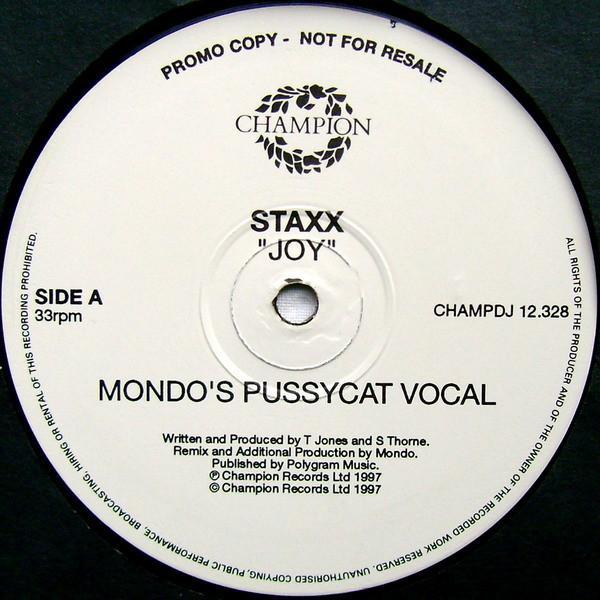 PROMO COPY - NOT FOR RESALE
CHAMPION
STAXX
"JOY"
SIDE A
33rpm
CHAMPDJ 12.328
MONDO'S PUSSYCAT VOCAL
Written and Produced by T Jones and S Thorne.
Remix and Additional Production by Mondo.
Published by Polygram Music.
℗ Champion Records Ltd 1997
© Champion Records Ltd 1997
ALL RIGHTS OF THE PRODUCER AND OF THE OWNER OF THE RECORDED WORK RESERVED. UNAUTHORISED COPYING, PUBLIC PERFORMANCE, BROADCASTING, HIRING OR RENTAL OF THIS RECORDING PROHIBITED.